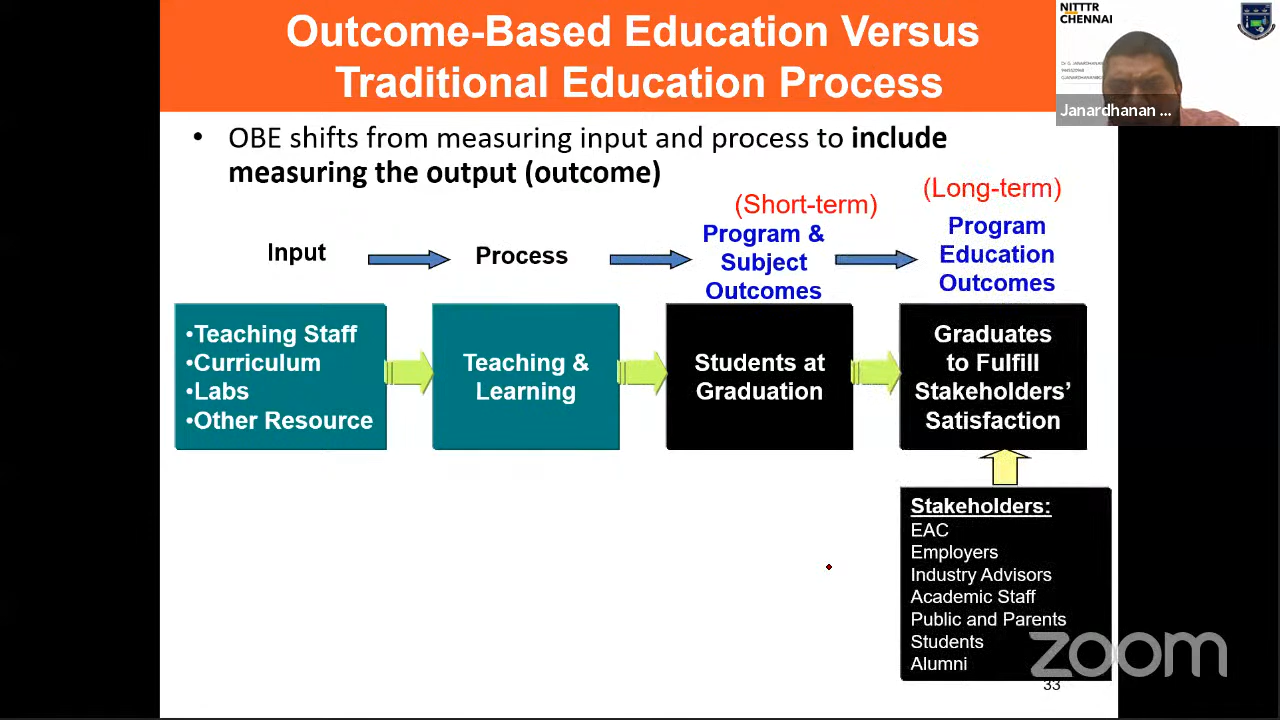 Outcome-Based Education Versus
Traditional Education Process
NITTTR
CHENNAI
Janardhanan ...
• OBE shifts from measuring input and process to include
measuring the output (outcome)
(Short-term)
(Long-term)
Input
Process
Program &
Subject
Outcomes
Program
Education
Outcomes
•Teaching Staff
•Curriculum
•Labs
•Other Resource
Teaching &
Learning
Students at
Graduation
Graduates
to Fulfill
Stakeholders’
Satisfaction
Stakeholders:
EAC
Employers
Industry Advisors
Academic Staff
Public and Parents
Students
Alumni
zoom
33